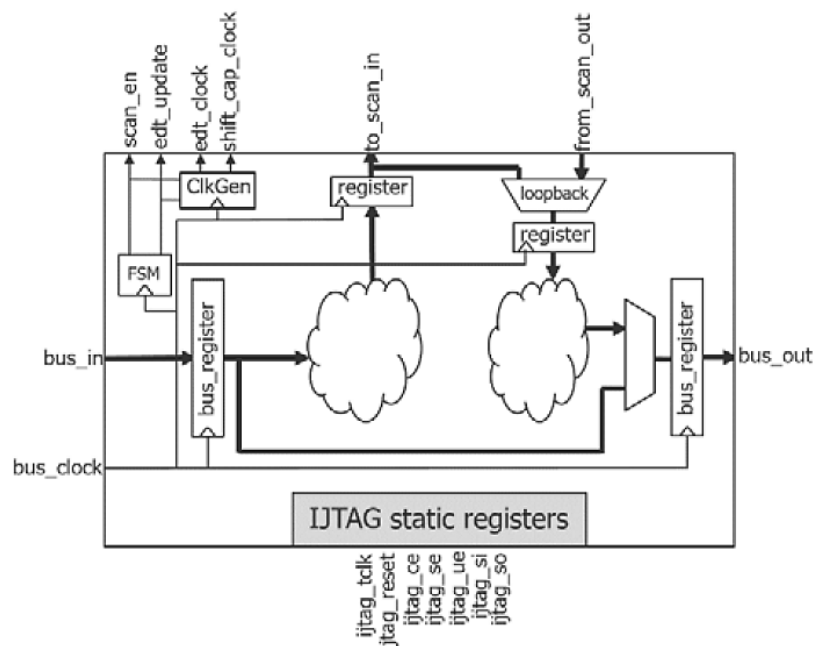 scan_en
edt_update
edt_clock
shift_cap_clock
to_scan_in
from_scan_out
ClkGen
register
loopback
register
FSM
bus_register
bus_register
bus_in
bus_out
bus_clock
IJTAG static registers
ijtag_tclk
jtag_reset
ijtag_ce
ijtag_se
ijtag_ue
ijtag_si
ijtag_so